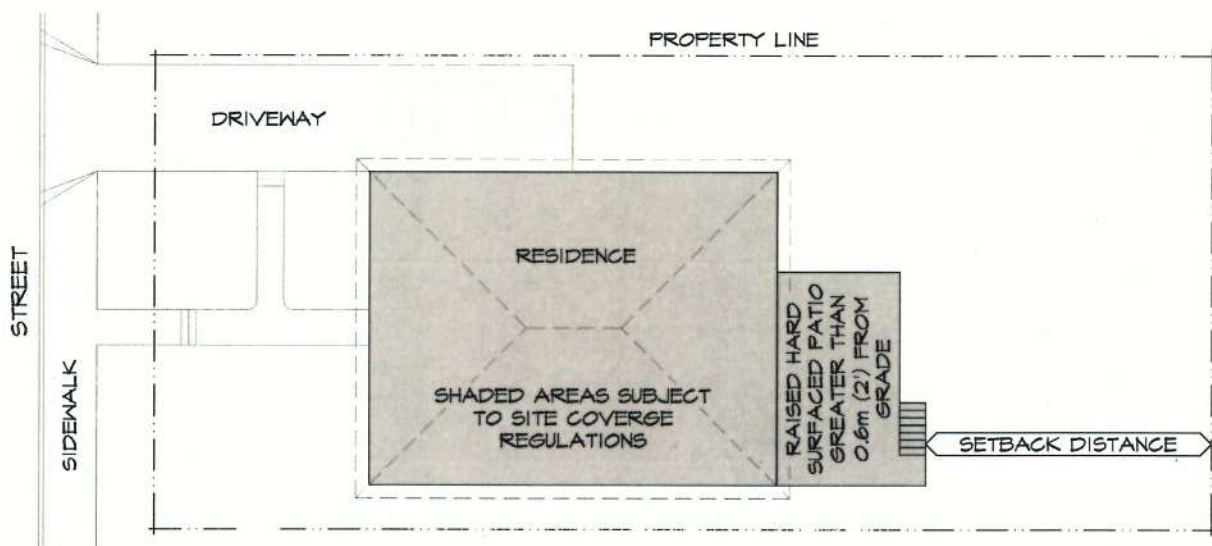 PROPERTY LINE
DRIVEWAY
RESIDENCE
STREET
SIDEWALK
SHADED AREAS SUBJECT
TO SITE COVERGE
REGULATIONS
RAISED HARD
SURFACED PATIO
GREATER THAN
0.6m (2') FROM
GRADE
SETBACK DISTANCE